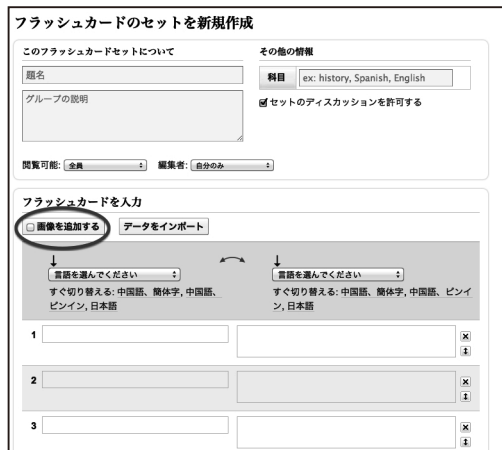 フラッシュカードのセットを新規作成
このフラッシュカードセットについて
その他の情報
題名
科目 ex: history, Spanish, English
グループの説明
セットのディスカッションを許可する
閲覧可能: 全員 編集者: 自分のみ
フラッシュカードを入力
画像を追加する データをインポート
言語を選んでください
すぐ切り替える: 中国語、簡体字, 中国語、
ピンイン, 日本語
言語を選んでください
すぐ切り替える: 中国語、簡体字, 中国語、ピンイ
ン, 日本語
1
2
3